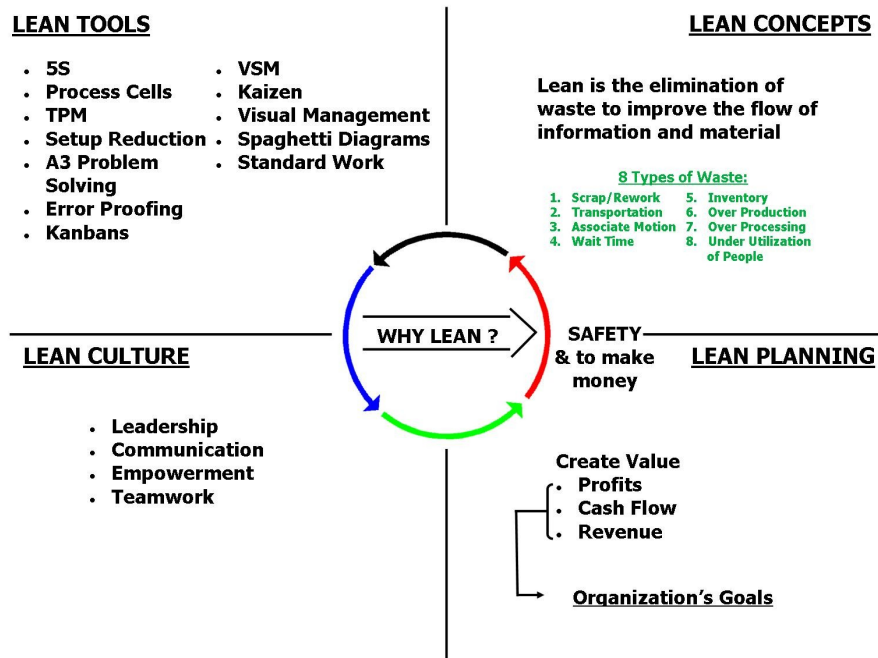 LEAN TOOLS
5S
Process Cells
TPM
Setup Reduction
A3 Problem
Solving
Error Proofing
Kanbans
VSM
Kaizen
Visual Management
Spaghetti Diagrams
Standard Work
LEAN CONCEPTS
Lean is the elimination of
waste to improve the flow of
information and material
8 Types of Waste:
1. Scrap/Rework
2. Transportation
3. Associate Motion
4. Wait Time
5. Inventory
6. Over Production
7. Over Processing
8. Under Utilization
of People
WHY LEAN ?
SAFETY
& to make
money
LEAN CULTURE
Leadership
Communication
Empowerment
Teamwork
LEAN PLANNING
Create Value
Profits
Cash Flow
Revenue
Organization's Goals